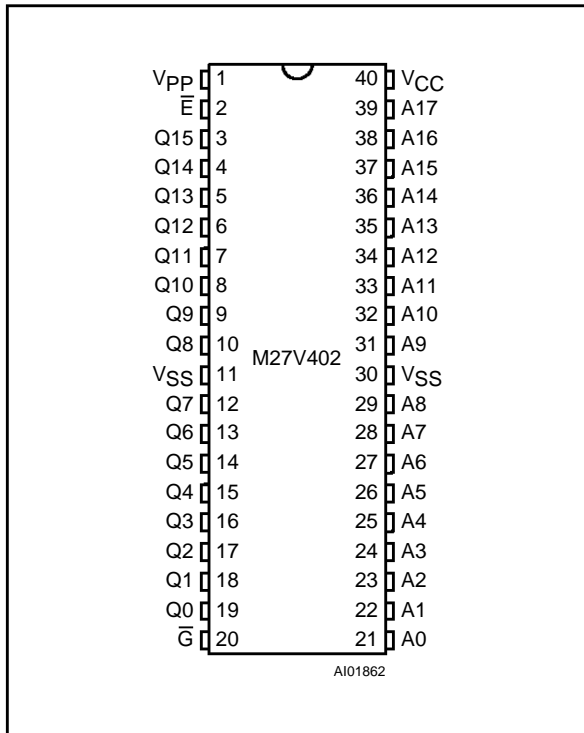 VPP 1 40 VCC
E̅ 2 39 A17
Q15 3 38 A16
Q14 4 37 A15
Q13 5 36 A14
Q12 6 35 A13
Q11 7 34 A12
Q10 8 33 A11
Q9 9 32 A10
Q8 10 31 A9
M27V402
VSS 11 30 VSS
Q7 12 29 A8
Q6 13 28 A7
Q5 14 27 A6
Q4 15 26 A5
Q3 16 25 A4
Q2 17 24 A3
Q1 18 23 A2
Q0 19 22 A1
G̅ 20 21 A0
AI01862